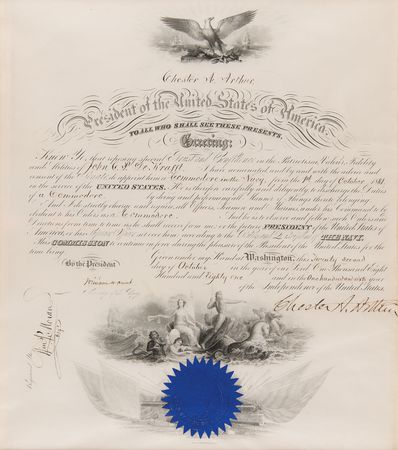 Chester A. Arthur,
President of the United States of America,
TO ALL WHO SHALL SEE THESE PRESENTS,
Greeting:
Know Ye, that reposing special Trust and Confidence in the Patriotism, Valor, Fidelity
and Abilities of John C. P. De Krafft I have nominated and by and with the advice and
consent of the Senate do appoint him a Commodore in the Navy from the 1st day of October 1881
in the service of the UNITED STATES. He is therefore carefully and diligently to discharge the Duties
of a Commodore by doing and performing all Manner of Things thereto belonging.
And I do strictly charge and require all Officers, Seamen and Marines under his Command to be
obedient to his Orders as a Commodore. And he is to observe and follow such Orders and
directions from time to time as he shall receive from me, or the future PRESIDENT of the United States of
America, or his Superior Officer set over him, according to the Rules and Discipline of THE NAVY.
This COMMISSION to continue in force during the pleasure of the President of the United States for the
time being.
Given under my Hand at Washington, this Twenty second
By the President
day of October in the year of our Lord One Thousand Eight
Hundred and Eighty one and in the One hundred and sixth year
of the Independence of the United States.
Chester A. Arthur
Registered No.